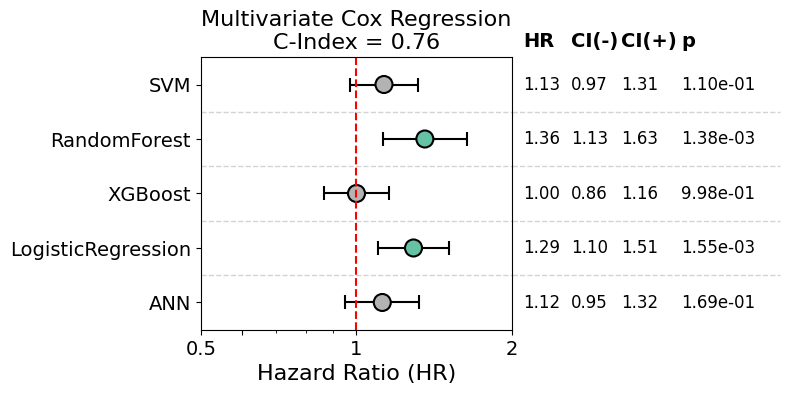 Multivariate Cox Regression
C-Index = 0.76
HR CI(-) CI(+) p
SVM 1.13 0.97 1.31 1.10e-01
RandomForest 1.36 1.13 1.63 1.38e-03
XGBoost 1.00 0.86 1.16 9.98e-01
LogisticRegression 1.29 1.10 1.51 1.55e-03
ANN 1.12 0.95 1.32 1.69e-01
0.5 1 2
Hazard Ratio (HR)